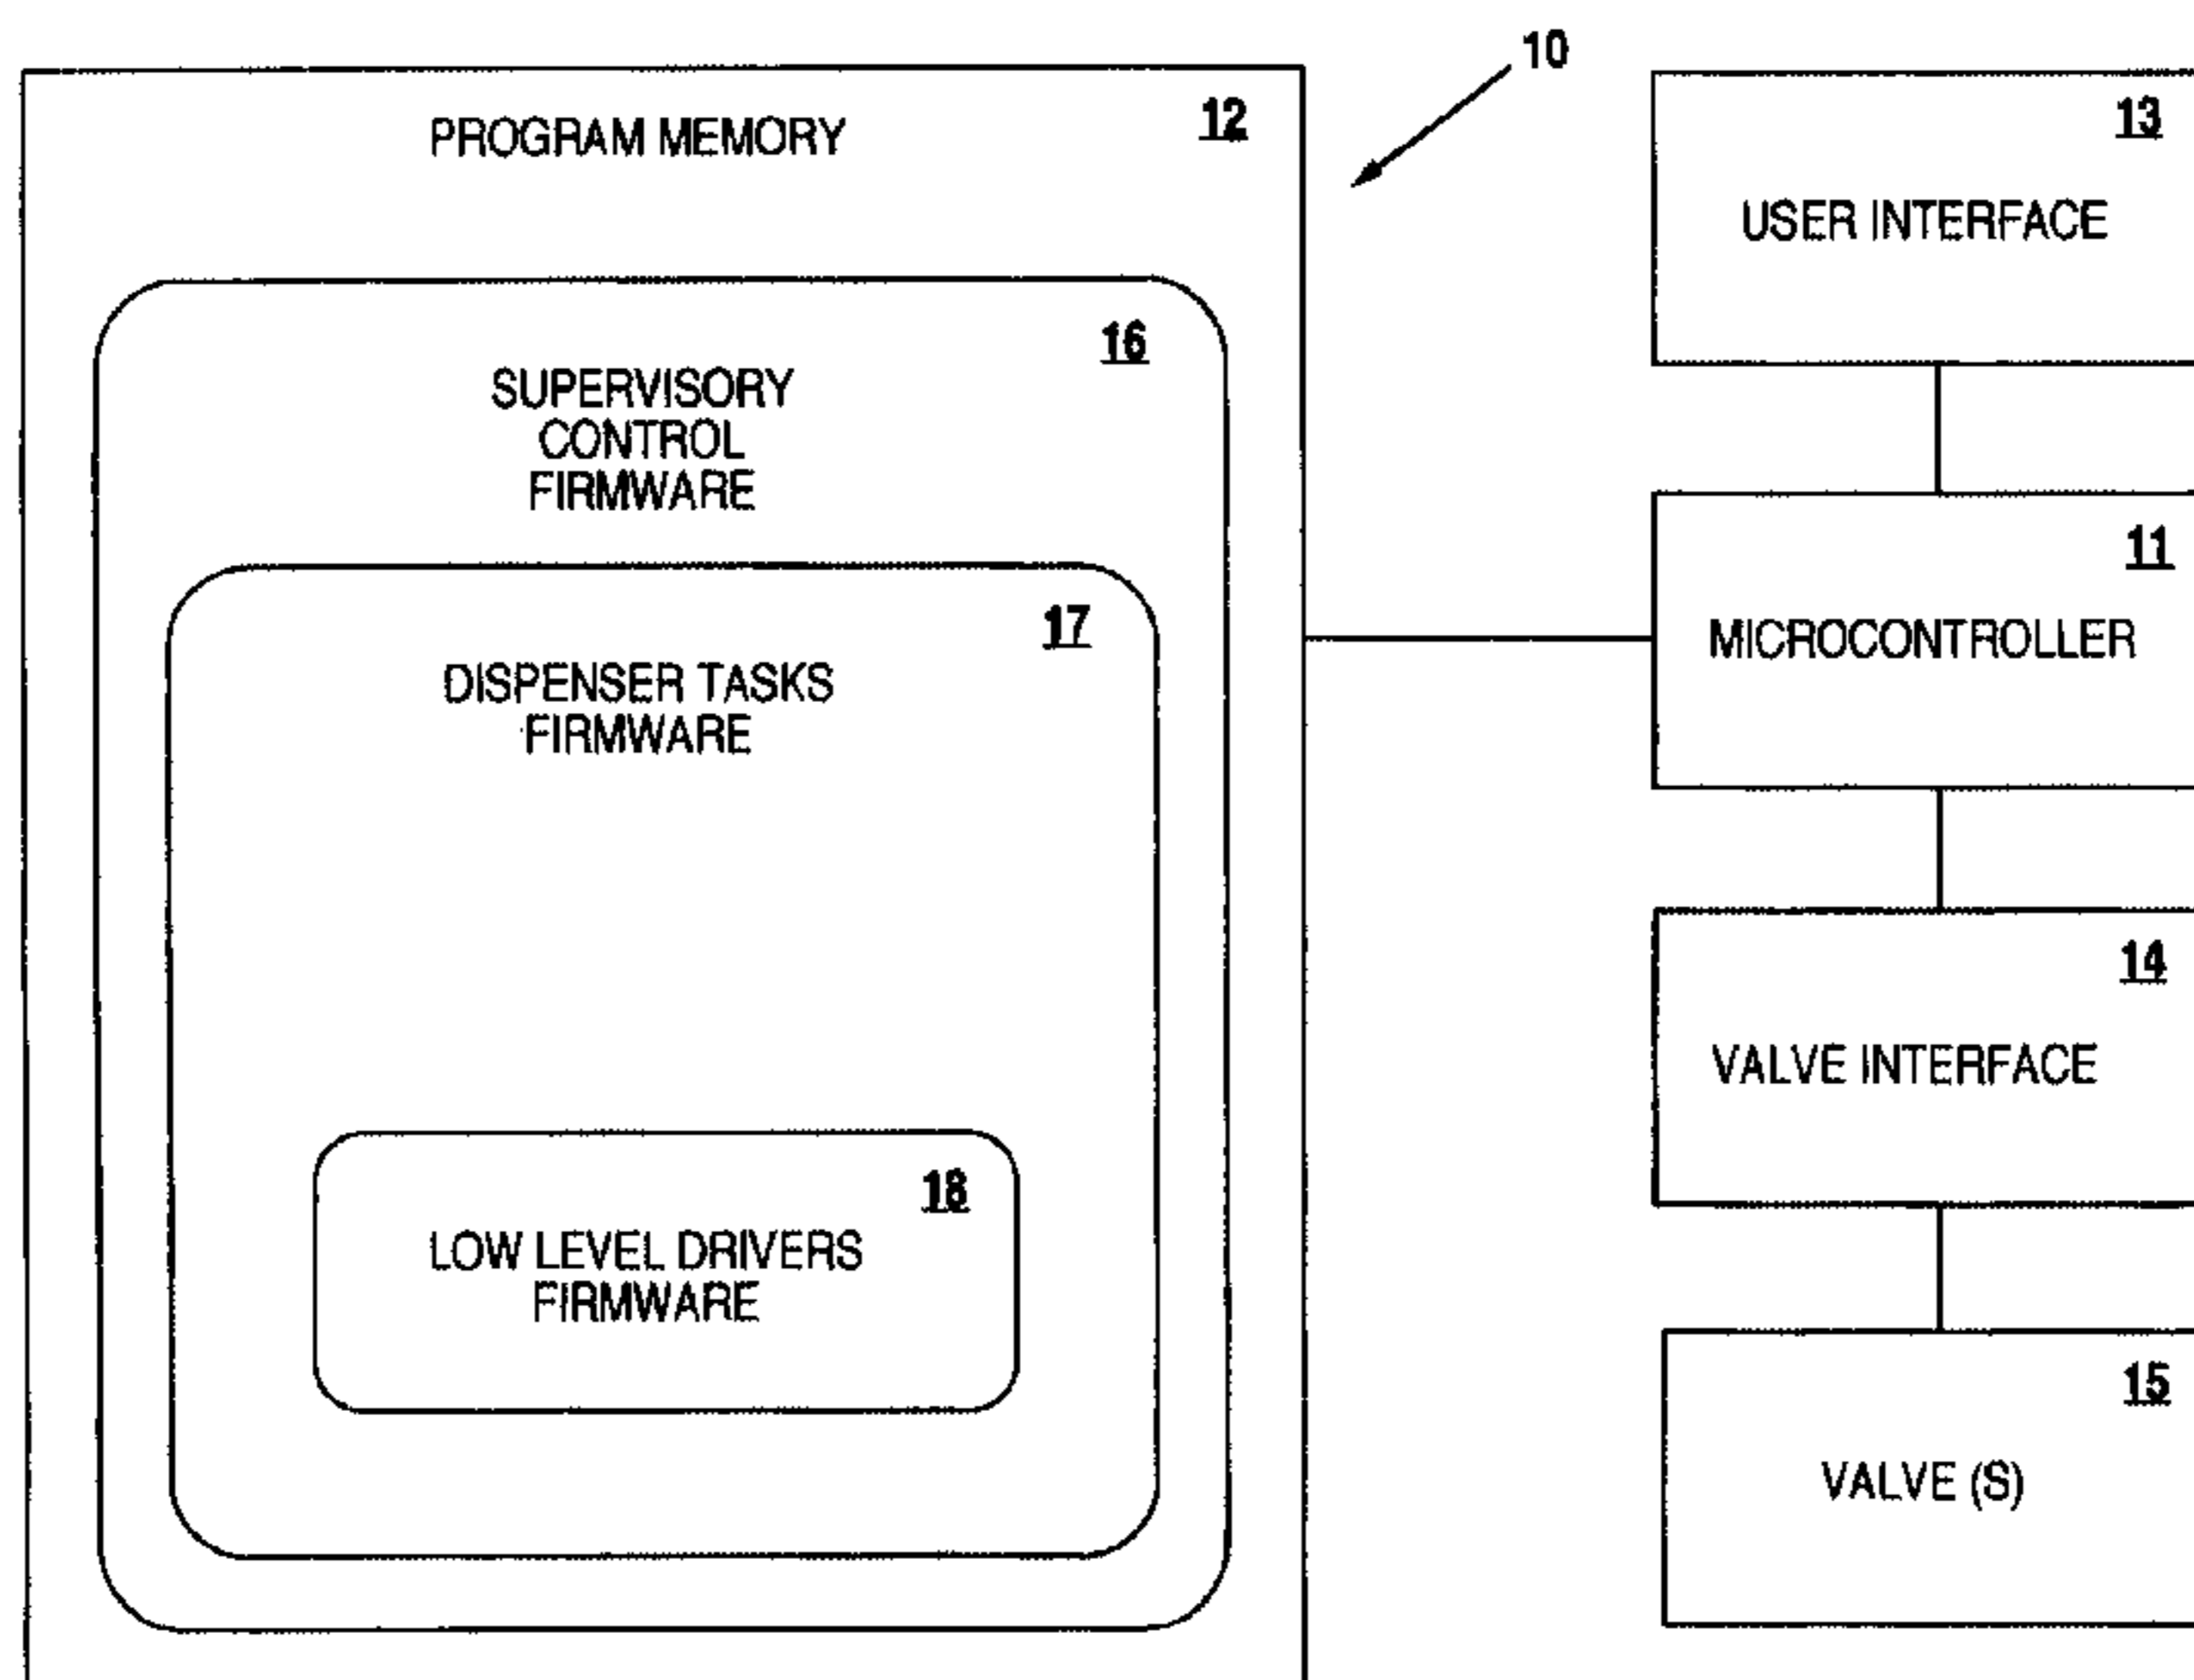 10
12
PROGRAM MEMORY
16
SUPERVISORY
CONTROL
FIRMWARE
17
DISPENSER TASKS
FIRMWARE
18
LOW LEVEL DRIVERS
FIRMWARE
13
USER INTERFACE
11
MICROCONTROLLER
14
VALVE INTERFACE
15
VALVE (S)